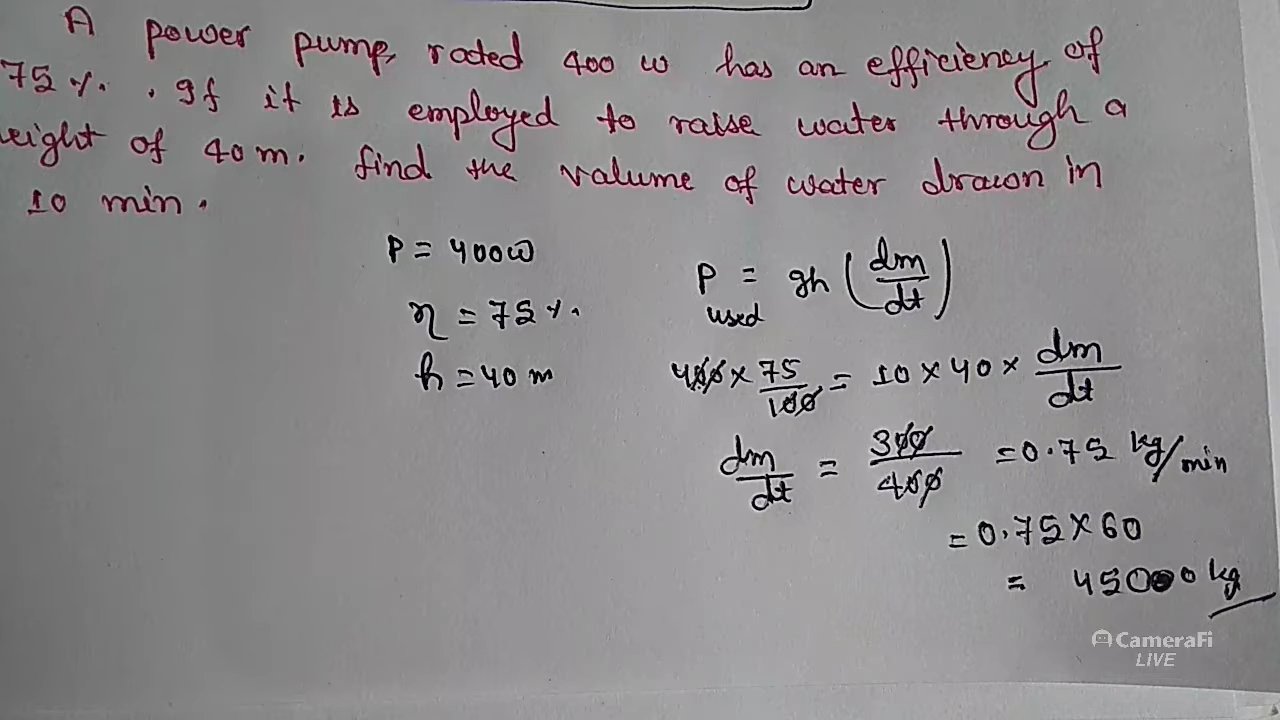 A power pump, rated 400 W has an efficiency of
75 %. . If it is employed to raise water through a
eight of 40 m. find the valume of water drawn in
10 min.
P = 400W
η = 75 %.
h = 40 m
P used = gh (dm/dt)
400 × 75/100 = 10 × 40 × dm/dt
dm/dt = 300/400 = 0.75 kg/min
= 0.75 × 60
= 45000 kg
CameraFi
LIVE